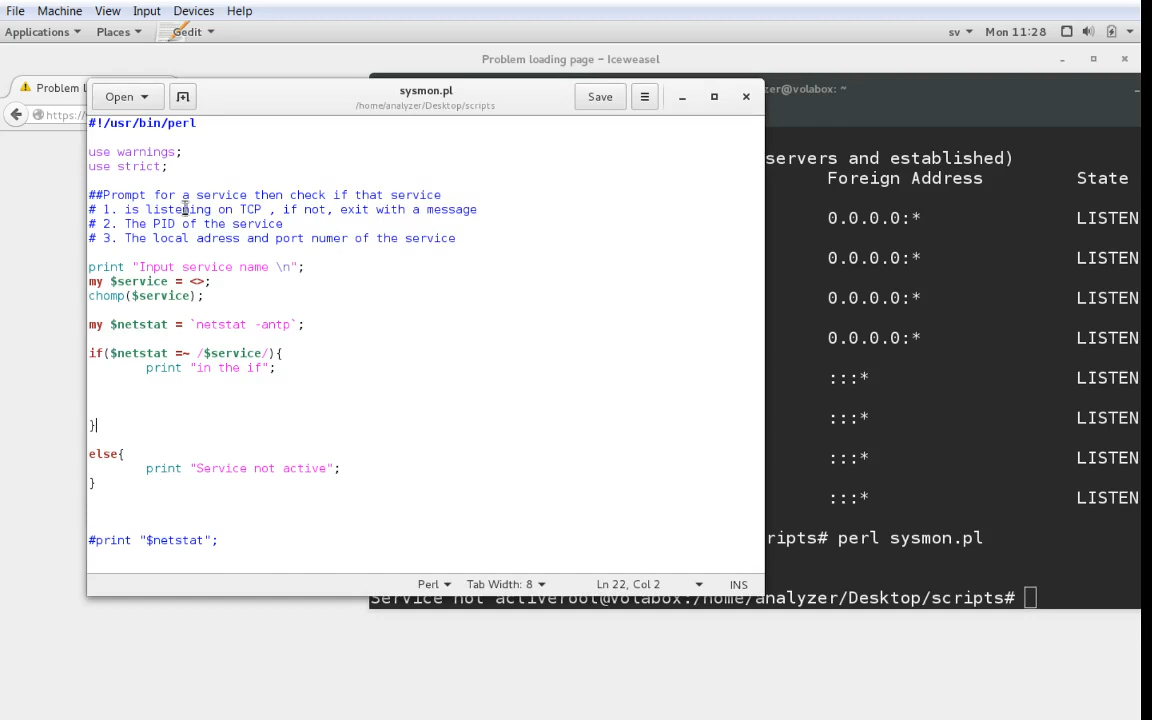 File Machine View Input Devices Help
Applications Places Gedit sv Mon 11:28
Problem loading page – Iceweasel
Problem l
https:/
Open sysmon.pl Save
/home/analyzer/Desktop/scripts
zer@volabox: ~
#!/usr/bin/perl
use warnings;
use strict;
##Prompt for a service then check if that service
# 1. is listening on TCP , if not, exit with a message
# 2. The PID of the service
# 3. The local adress and port numer of the service
print "Input service name \n";
my $service = <>;
chomp($service);
my $netstat = `netstat -antp`;
if($netstat =~ /$service/){
print "in the if";
}
else{
print "Service not active";
}
#print "$netstat";
Perl Tab Width: 8 Ln 22, Col 2 INS
servers and established)
Foreign Address State
0.0.0.0:* LISTEN
0.0.0.0:* LISTEN
0.0.0.0:* LISTEN
0.0.0.0:* LISTEN
:::* LISTEN
:::* LISTEN
:::* LISTEN
:::* LISTEN
ripts# perl sysmon.pl
Service not activeroot@volabox:/home/analyzer/Desktop/scripts#